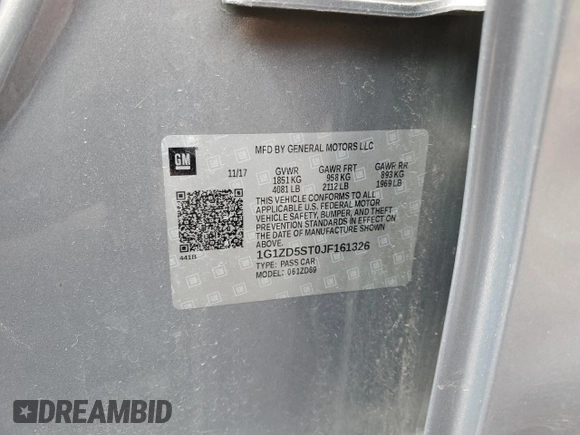 GM
MFD BY GENERAL MOTORS LLC
11/17 GVWR GAWR FRT GAWR RR
1851 KG 958 KG 893 KG
4081 LB 2112 LB 1969 LB
THIS VEHICLE CONFORMS TO ALL
APPLICABLE U.S. FEDERAL MOTOR
VEHICLE SAFETY, BUMPER, AND THEFT
PREVENTION STANDARDS IN EFFECT ON
THE DATE OF MANUFACTURE SHOWN
ABOVE.
441B
1G1ZD5ST0JF161326
TYPE: PASS CAR
MODEL: 061ZD69
DREAMBID